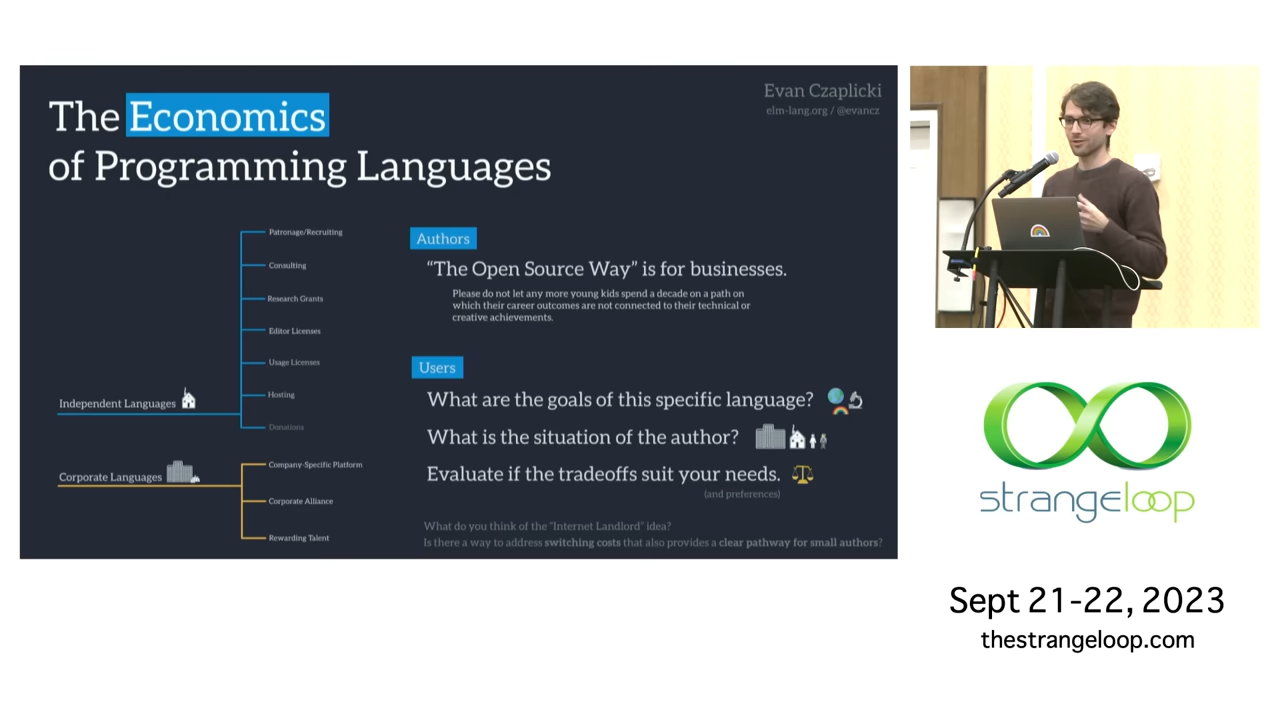 The Economics
of Programming Languages
Evan Czaplicki
elm-lang.org / @evancz
Independent Languages
Patronage/Recruiting
Consulting
Research Grants
Editor Licenses
Usage Licenses
Hosting
Donations
Corporate Languages
Company-Specific Platform
Corporate Alliance
Rewarding Talent
Authors
“The Open Source Way” is for businesses.
Please do not let any more young kids spend a decade on a path on
which their career outcomes are not connected to their technical or
creative achievements.
Users
What are the goals of this specific language?
What is the situation of the author?
Evaluate if the tradeoffs suit your needs.
(and preferences)
What do you think of the "Internet Landlord" idea?
Is there a way to address switching costs that also provides a clear pathway for small authors?
strangeloop
Sept 21-22, 2023
thestrangeloop.com